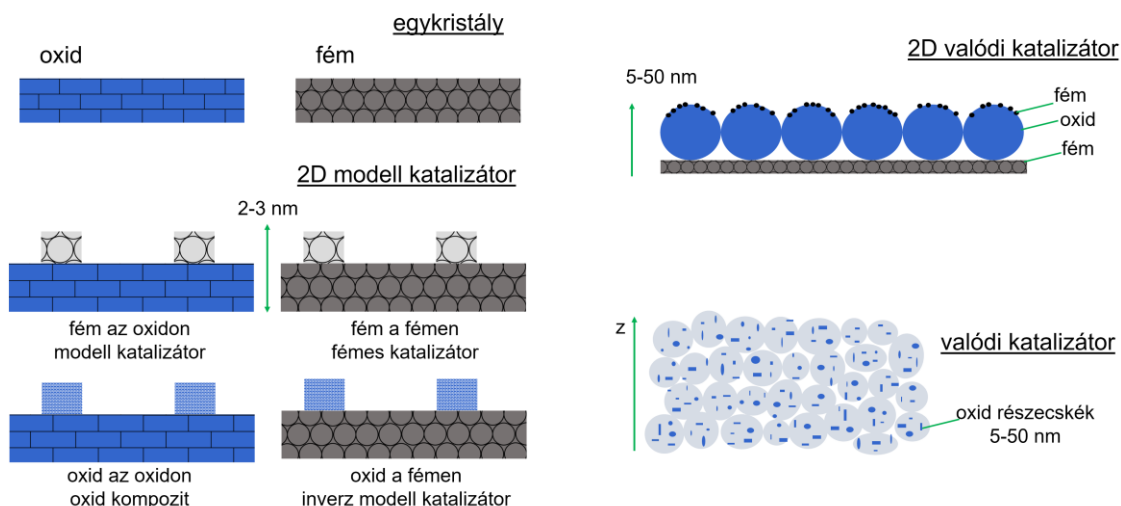 egykristály
oxid
fém
2D modell katalizátor
2-3 nm
fém az oxidon
modell katalizátor
fém a fémen
fémes katalizátor
oxid az oxidon
oxid kompozit
oxid a fémen
inverz modell katalizátor
2D valódi katalizátor
5-50 nm
fém
oxid
fém
z
valódi katalizátor
oxid részecskék
5-50 nm